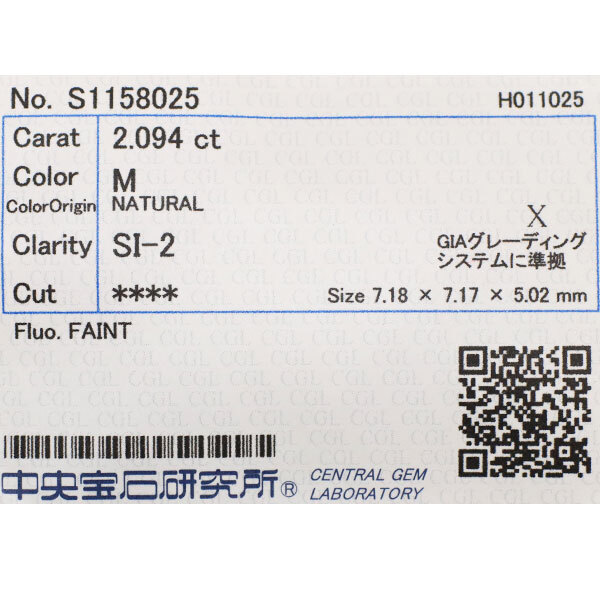 No. S1158025 H011025
Carat 2.094 ct
Color M
ColorOrigin NATURAL
X
Clarity SI-2
GIAグレーディング
システムに準拠
Cut **** Size 7.18 × 7.17 × 5.02 mm
Fluo. FAINT
中央宝石研究所® CENTRAL GEM
LABORATORY